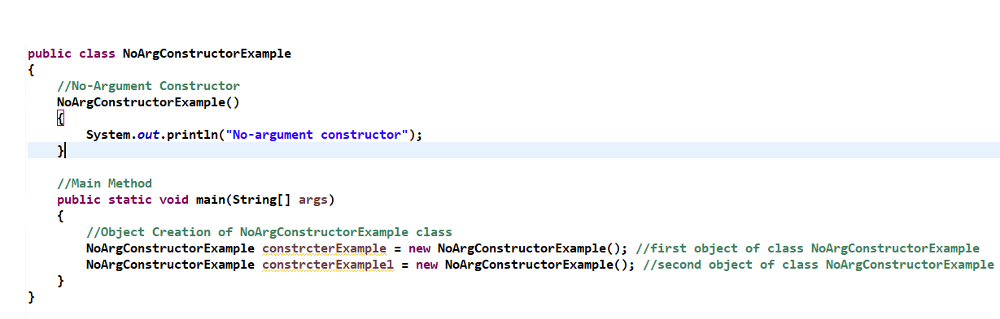 public class NoArgConstructorExample
{
//No-Argument Constructor
NoArgConstructorExample()
{
System.out.println("No-argument constructor");
}
//Main Method
public static void main(String[] args)
{
//Object Creation of NoArgConstructorExample class
NoArgConstructorExample constrcterExample = new NoArgConstructorExample(); //first object of class NoArgConstructorExample
NoArgConstructorExample constrcterExample1 = new NoArgConstructorExample(); //second object of class NoArgConstructorExample
}
}